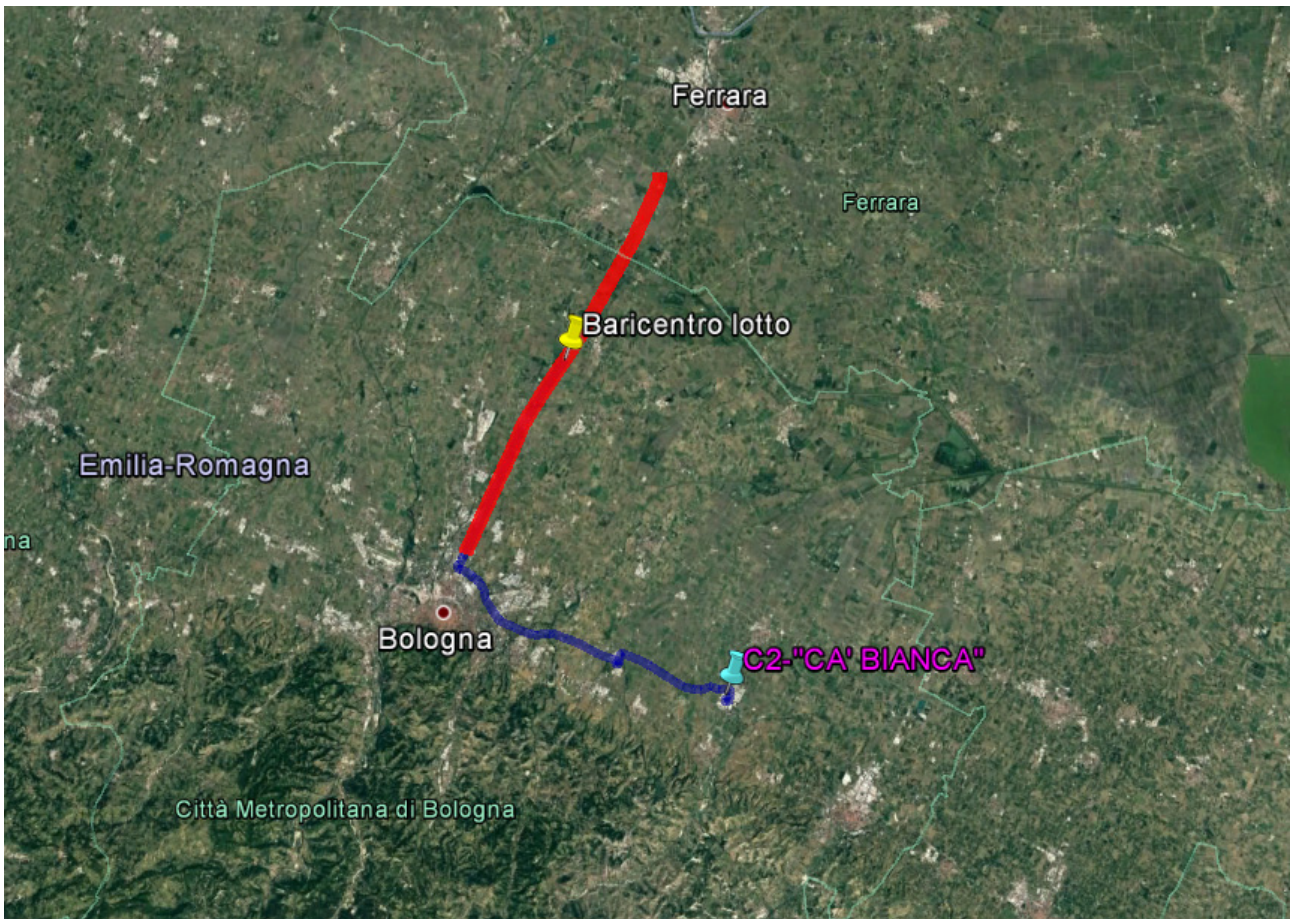 Ferrara
Ferrara
Baricentro lotto
Emilia-Romagna
na
Bologna
C2-"CA' BIANCA"
Città Metropolitana di Bologna